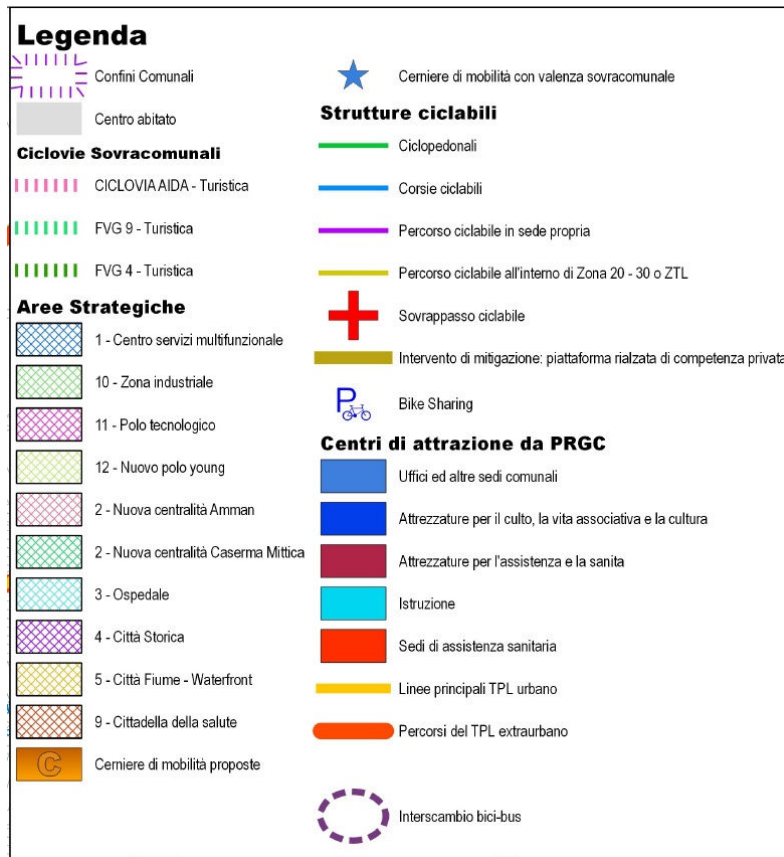 Legenda
Confini Comunali
Centro abitato
Ciclovie Sovracomunali
CICLOVIA AIDA - Turistica
FVG 9 - Turistica
FVG 4 - Turistica
Aree Strategiche
1 - Centro servizi multifunzionale
10 - Zona industriale
11 - Polo tecnologico
12 - Nuovo polo young
2 - Nuova centralità Amman
2 - Nuova centralità Caserma Mittica
3 - Ospedale
4 - Città Storica
5 - Città Fiume - Waterfront
9 - Cittadella della salute
C
Cerniere di mobilità proposte
Cerniere di mobilità con valenza sovracomunale
Strutture ciclabili
Ciclopedonali
Corsie ciclabili
Percorso ciclabile in sede propria
Percorso ciclabile all'interno di Zona 20 - 30 o ZTL
Sovrappasso ciclabile
Intervento di mitigazione: piattaforma rialzata di competenza privata
P
Bike Sharing
Centri di attrazione da PRGC
Uffici ed altre sedi comunali
Attrezzature per il culto, la vita associativa e la cultura
Attrezzature per l'assistenza e la sanita
Istruzione
Sedi di assistenza sanitaria
Linee principali TPL urbano
Percorsi del TPL extraurbano
Interscambio bici-bus